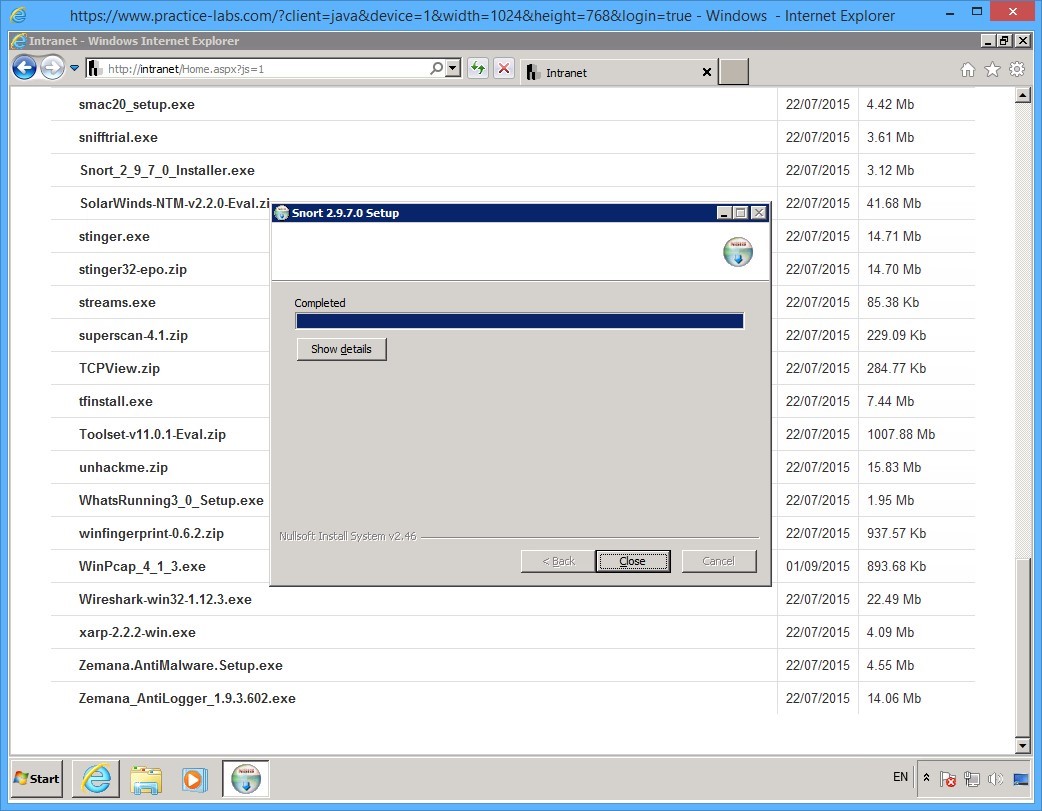 https://www.practice-labs.com/?client=java&device=1&width=1024&height=768&login=true - Windows - Internet Explorer
Intranet - Windows Internet Explorer
http://intranet/Home.aspx?js=1
Intranet
smac20_setup.exe 22/07/2015 4.42 Mb
snifftrial.exe 22/07/2015 3.61 Mb
Snort_2_9_7_0_Installer.exe 22/07/2015 3.12 Mb
SolarWinds-NTM-v2.2.0-Eval.zi 22/07/2015 41.68 Mb
Snort 2.9.7.0 Setup
stinger.exe 22/07/2015 14.71 Mb
stinger32-epo.zip 22/07/2015 14.70 Mb
streams.exe 22/07/2015 85.38 Kb
Completed
superscan-4.1.zip 22/07/2015 229.09 Kb
Show details
TCPView.zip 22/07/2015 284.77 Kb
tfinstall.exe 22/07/2015 7.44 Mb
Toolset-v11.0.1-Eval.zip 22/07/2015 1007.88 Mb
unhackme.zip 22/07/2015 15.83 Mb
WhatsRunning3_0_Setup.exe 22/07/2015 1.95 Mb
winfingerprint-0.6.2.zip 22/07/2015 937.57 Kb
Nullsoft Install System v2.46
< Back Close Cancel
WinPcap_4_1_3.exe 01/09/2015 893.68 Kb
Wireshark-win32-1.12.3.exe 22/07/2015 22.49 Mb
xarp-2.2.2-win.exe 22/07/2015 4.09 Mb
Zemana.AntiMalware.Setup.exe 22/07/2015 4.55 Mb
Zemana_AntiLogger_1.9.3.602.exe 22/07/2015 14.06 Mb
Start
EN